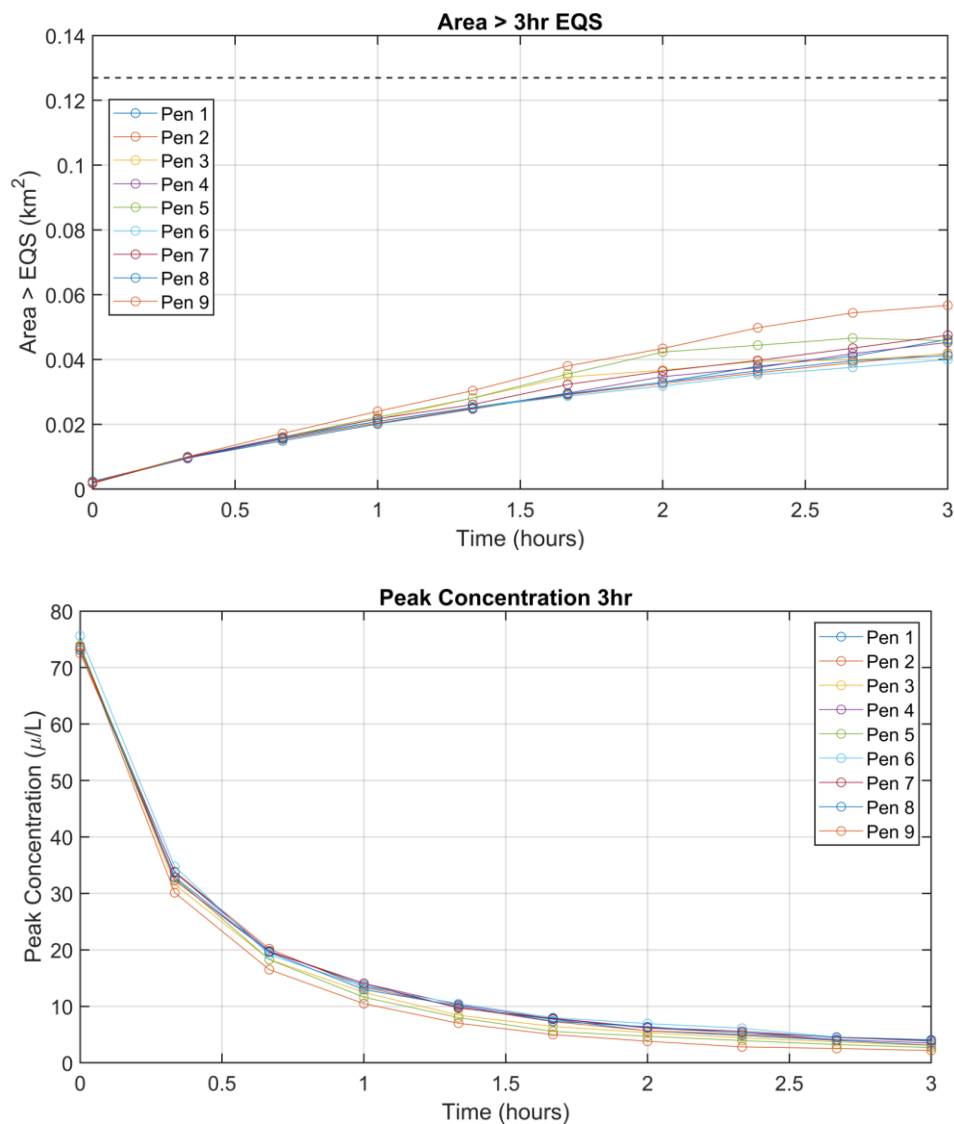 Area > 3hr EQS
0.14
0.12
0.1
0.08
0.06
0.04
0.02
0
Area > EQS (km²)
Pen 1
Pen 2
Pen 3
Pen 4
Pen 5
Pen 6
Pen 7
Pen 8
Pen 9
0 0.5 1 1.5 2 2.5 3
Time (hours)
Peak Concentration 3hr
80
70
60
50
40
30
20
10
0
Peak Concentration (μ/L)
Pen 1
Pen 2
Pen 3
Pen 4
Pen 5
Pen 6
Pen 7
Pen 8
Pen 9
0 0.5 1 1.5 2 2.5 3
Time (hours)